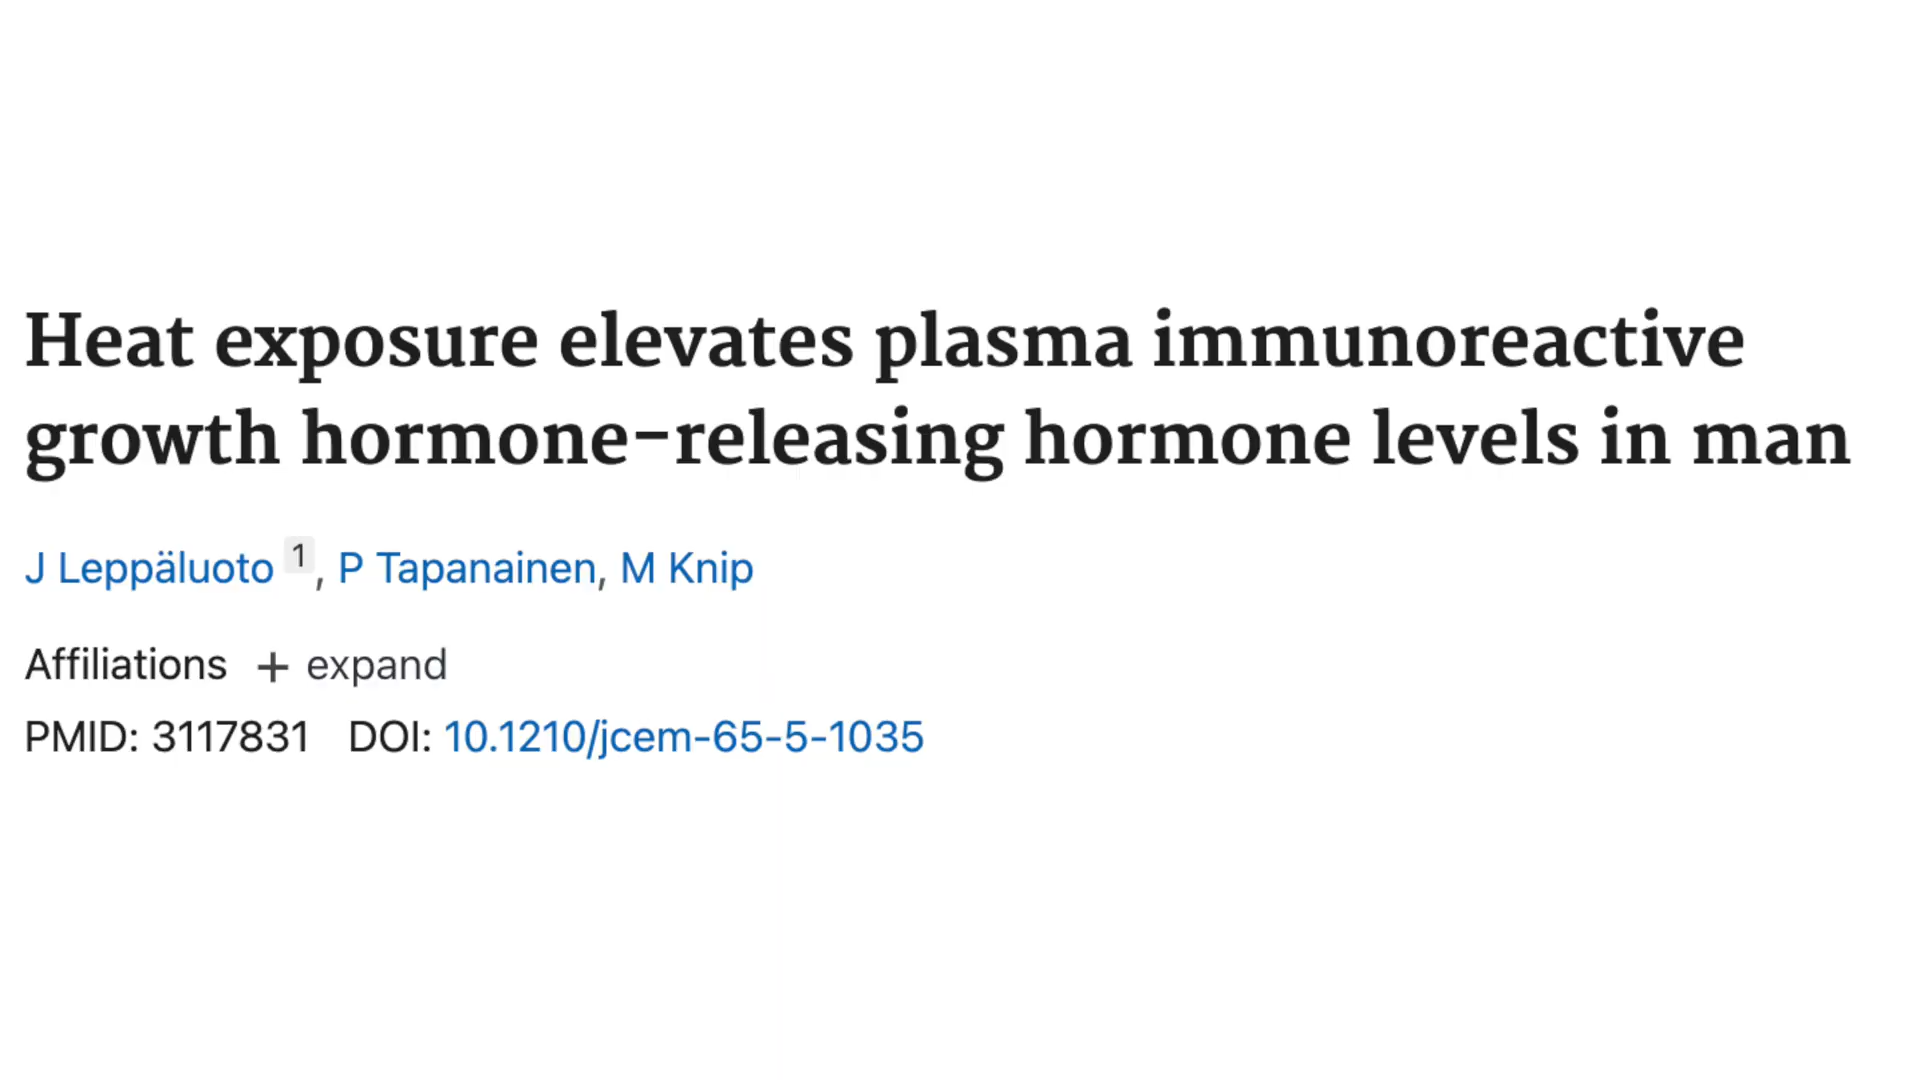 Heat exposure elevates plasma immunoreactive
growth hormone-releasing hormone levels in man
J Leppäluoto 1, P Tapanainen, M Knip
Affiliations + expand
PMID: 3117831 DOI: 10.1210/jcem-65-5-1035